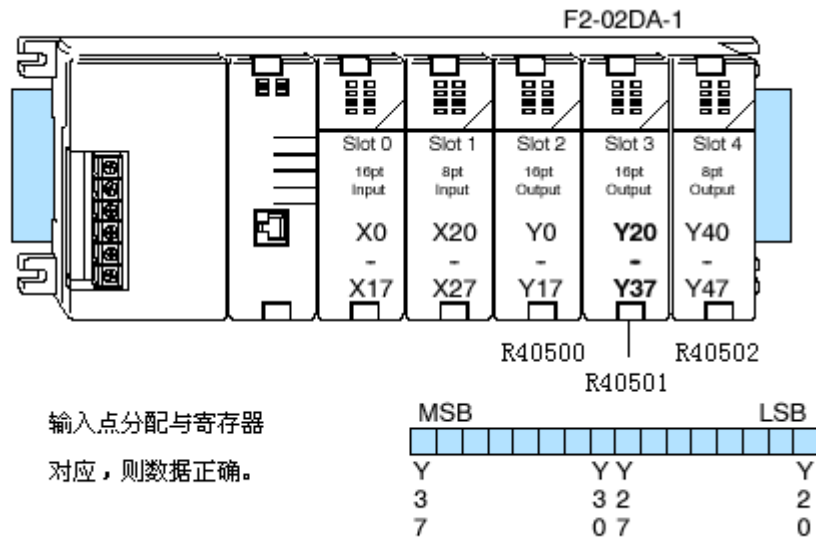 F2-02DA-1
Slot 0
16pt
Input
X0
-
X17
Slot 1
8pt
Input
X20
-
X27
Slot 2
16pt
Output
Y0
-
Y17
Slot 3
16pt
Output
Y20
-
Y37
Slot 4
8pt
Output
Y40
-
Y47
R40500
R40501
R40502
输入点分配与寄存器
对应，则数据正确。
MSB LSB
Y Y Y Y
3 3 2 2
7 0 7 0